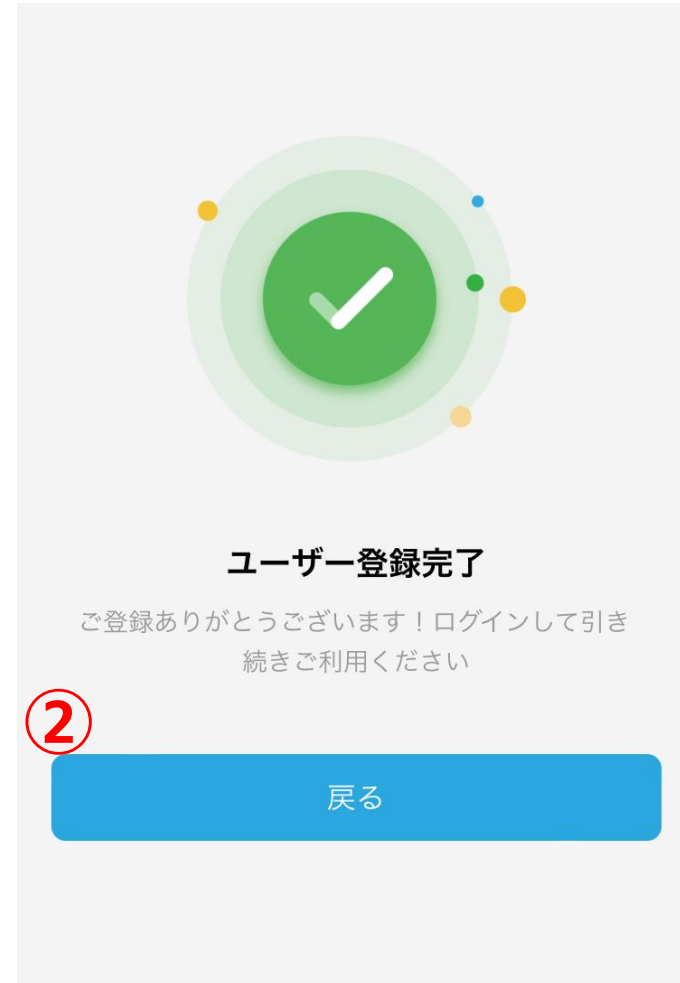 ユーザー登録完了
ご登録ありがとうございます！ログインして引き
続きご利用ください
②
戻る